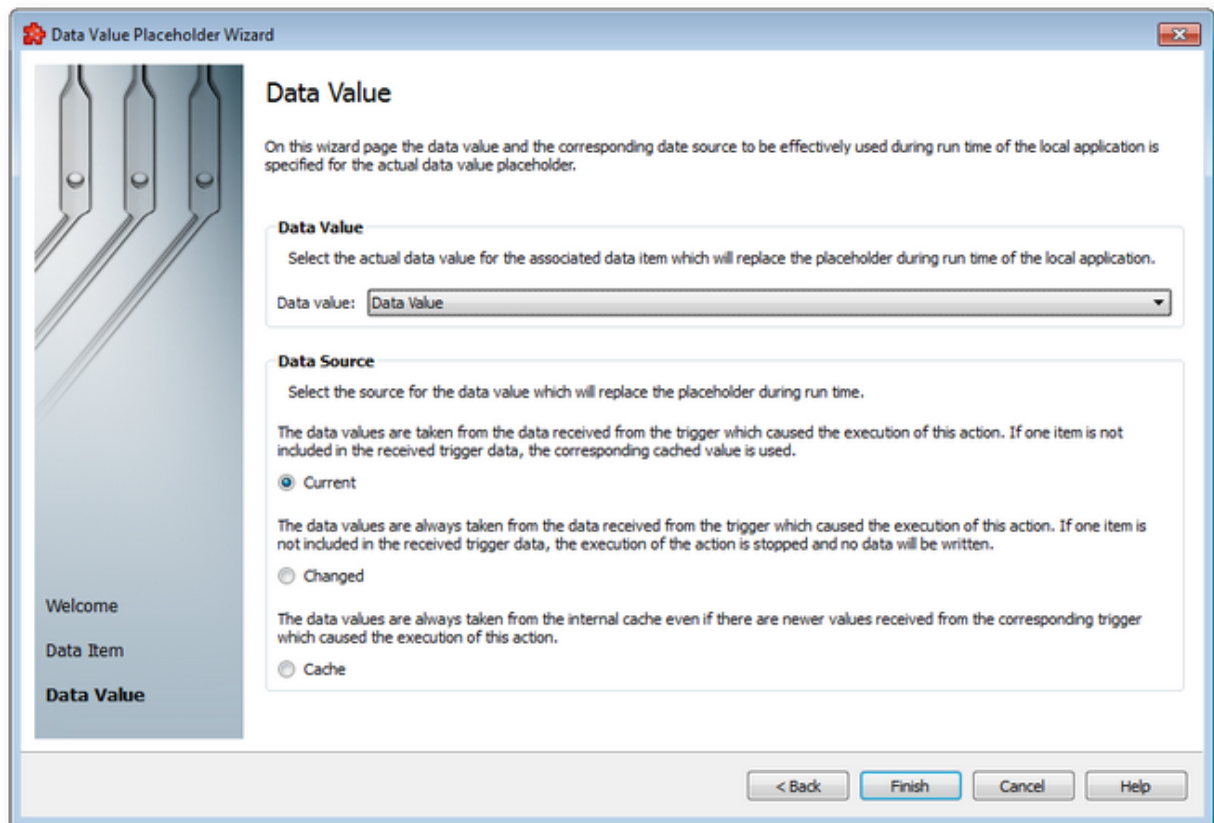 Data Value Placeholder Wizard
Data Value
On this wizard page the data value and the corresponding date source to be effectively used during run time of the local application is
specified for the actual data value placeholder.
Data Value
Select the actual data value for the associated data item which will replace the placeholder during run time of the local application.
Data value: Data Value
Data Source
Select the source for the data value which will replace the placeholder during run time.
The data values are taken from the data received from the trigger which caused the execution of this action. If one item is not
included in the received trigger data, the corresponding cached value is used.
Current
The data values are always taken from the data received from the trigger which caused the execution of this action. If one item is
not included in the received trigger data, the execution of the action is stopped and no data will be written.
Changed
The data values are always taken from the internal cache even if there are newer values received from the corresponding trigger
which caused the execution of this action.
Cache
Welcome
Data Item
Data Value
< Back Finish Cancel Help